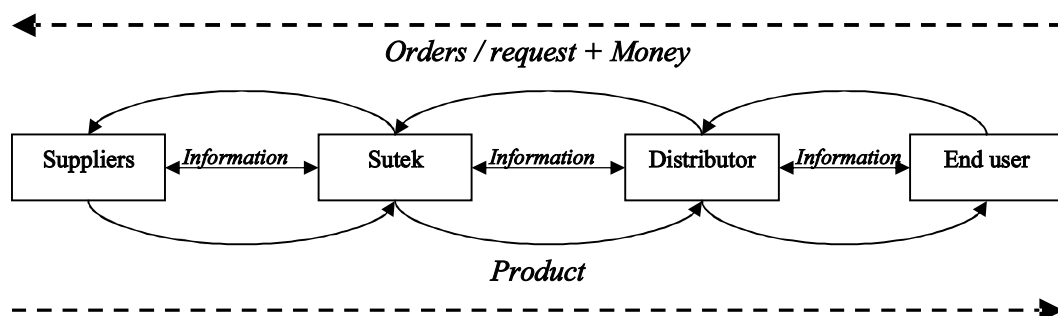 Orders / request + Money
Suppliers
Information
Sutek
Information
Distributor
Information
End user
Product